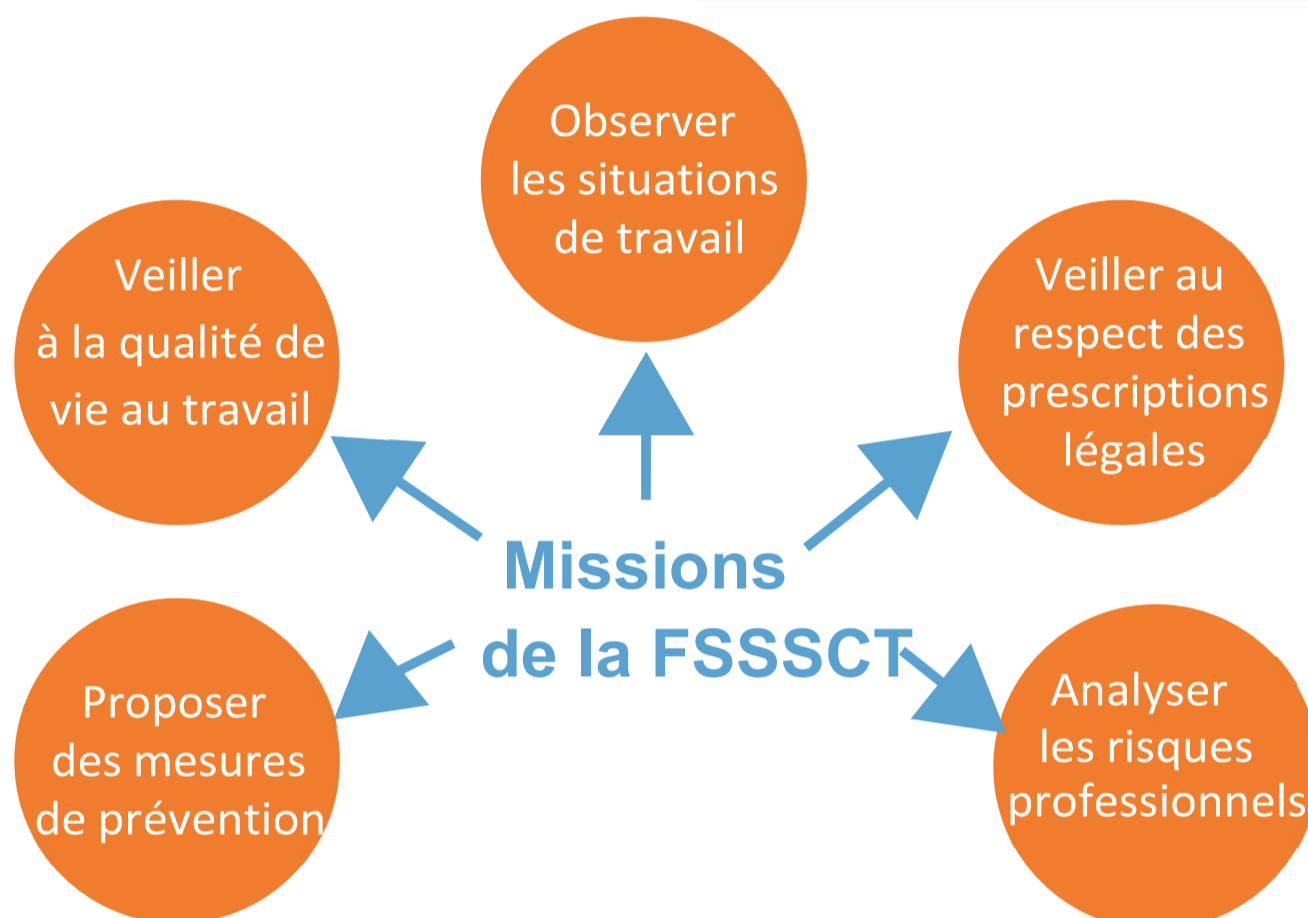 Observer
les situations
de travail
Veiller
à la qualité de
vie au travail
Veiller au
respect des
prescriptions
légales
Missions
de la FSSSCT
Proposer
des mesures
de prévention
Analyser
les risques
professionnels